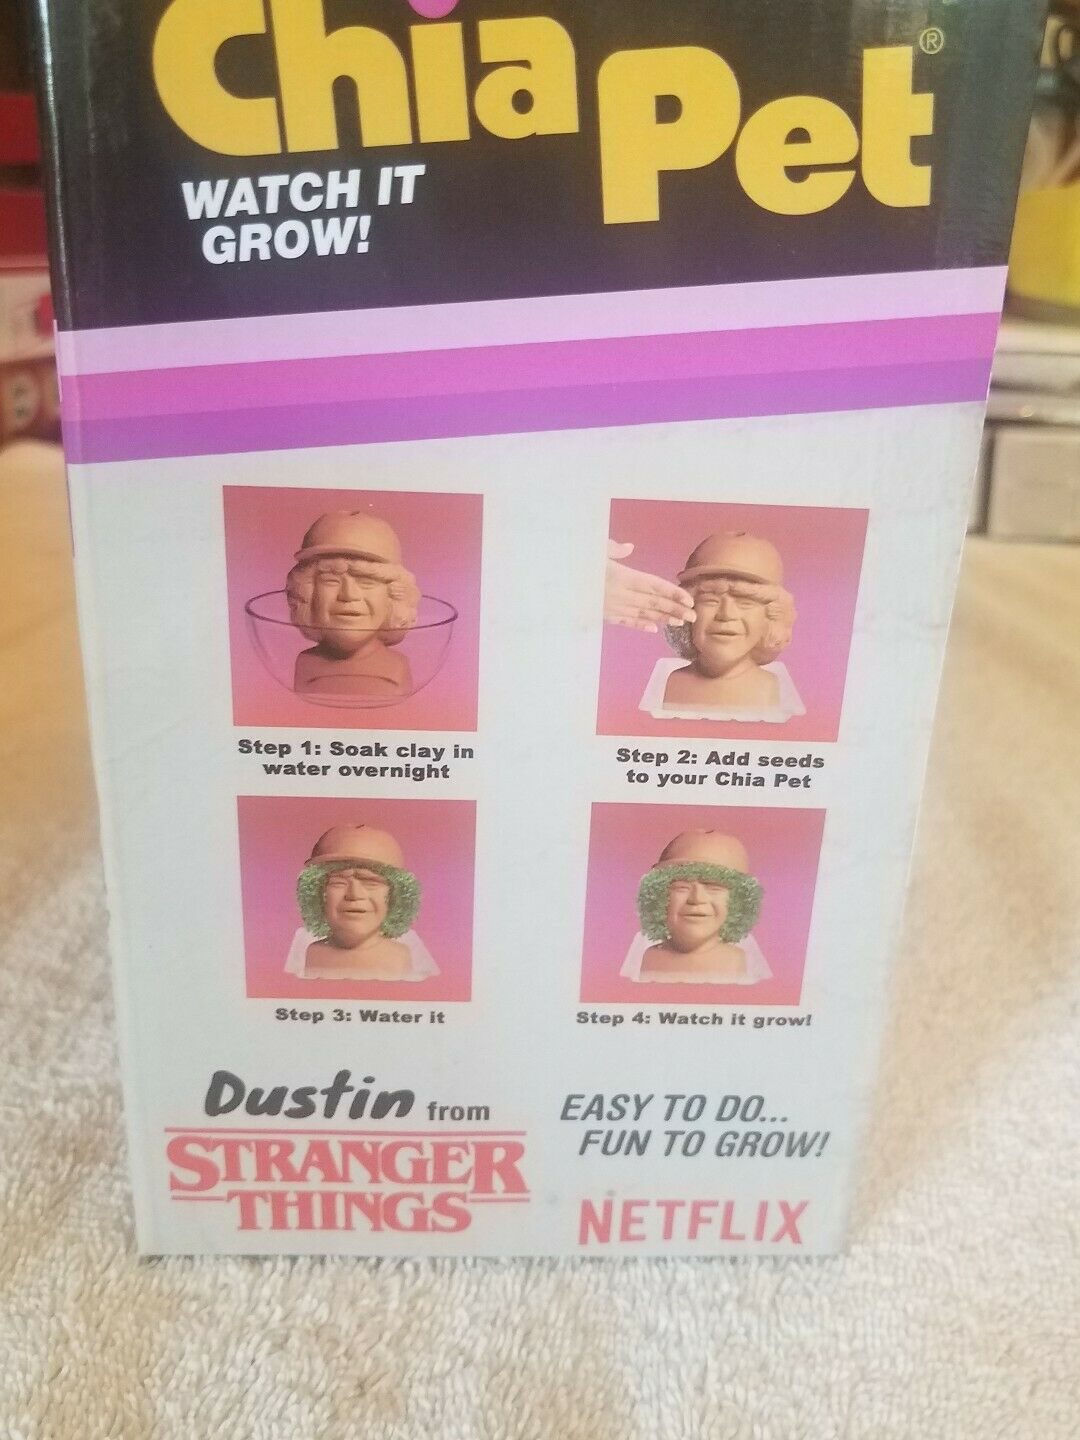 Chia Pet®
WATCH IT
GROW!
Step 1: Soak clay in
water overnight
Step 2: Add seeds
to your Chia Pet
Step 3: Water it
Step 4: Watch it grow!
Dustin from
STRANGER
THINGS
EASY TO DO...
FUN TO GROW!
NETFLIX